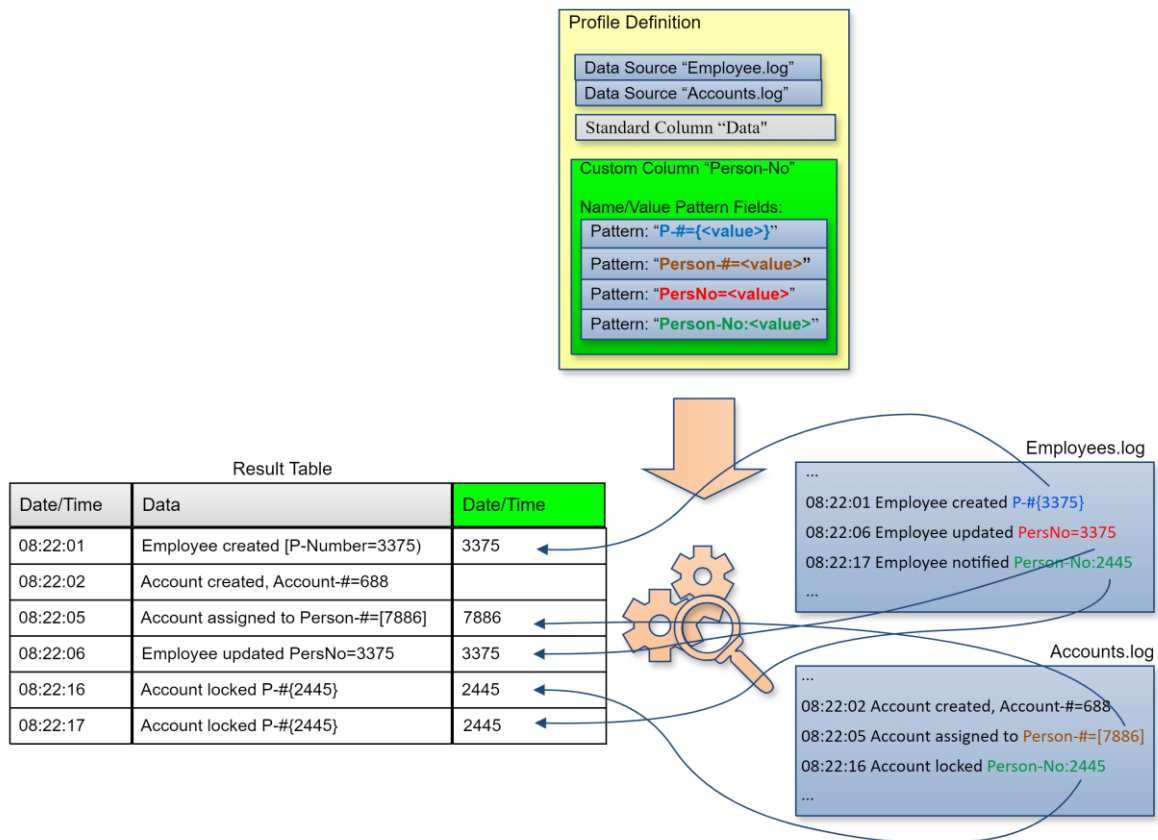 Profile Definition
Data Source “Employee.log”
Data Source “Accounts.log”
Standard Column “Data"
Custom Column “Person-No”
Name/Value Pattern Fields:
Pattern: “P-#={<value>}”
Pattern: “Person-#=<value>”
Pattern: “PersNo=<value>”
Pattern: “Person-No:<value>”
Result Table
Date/Time Data Date/Time
08:22:01 Employee created [P-Number=3375) 3375
08:22:02 Account created, Account-#=688
08:22:05 Account assigned to Person-#=[7886] 7886
08:22:06 Employee updated PersNo=3375 3375
08:22:16 Account locked P-#{2445} 2445
08:22:17 Account locked P-#{2445} 2445
Employees.log
...
08:22:01 Employee created P-#{3375}
08:22:06 Employee updated PersNo=3375
08:22:17 Employee notified Person-No:2445
...
Accounts.log
...
08:22:02 Account created, Account-#=688
08:22:05 Account assigned to Person-#=[7886]
08:22:16 Account locked Person-No:2445
...